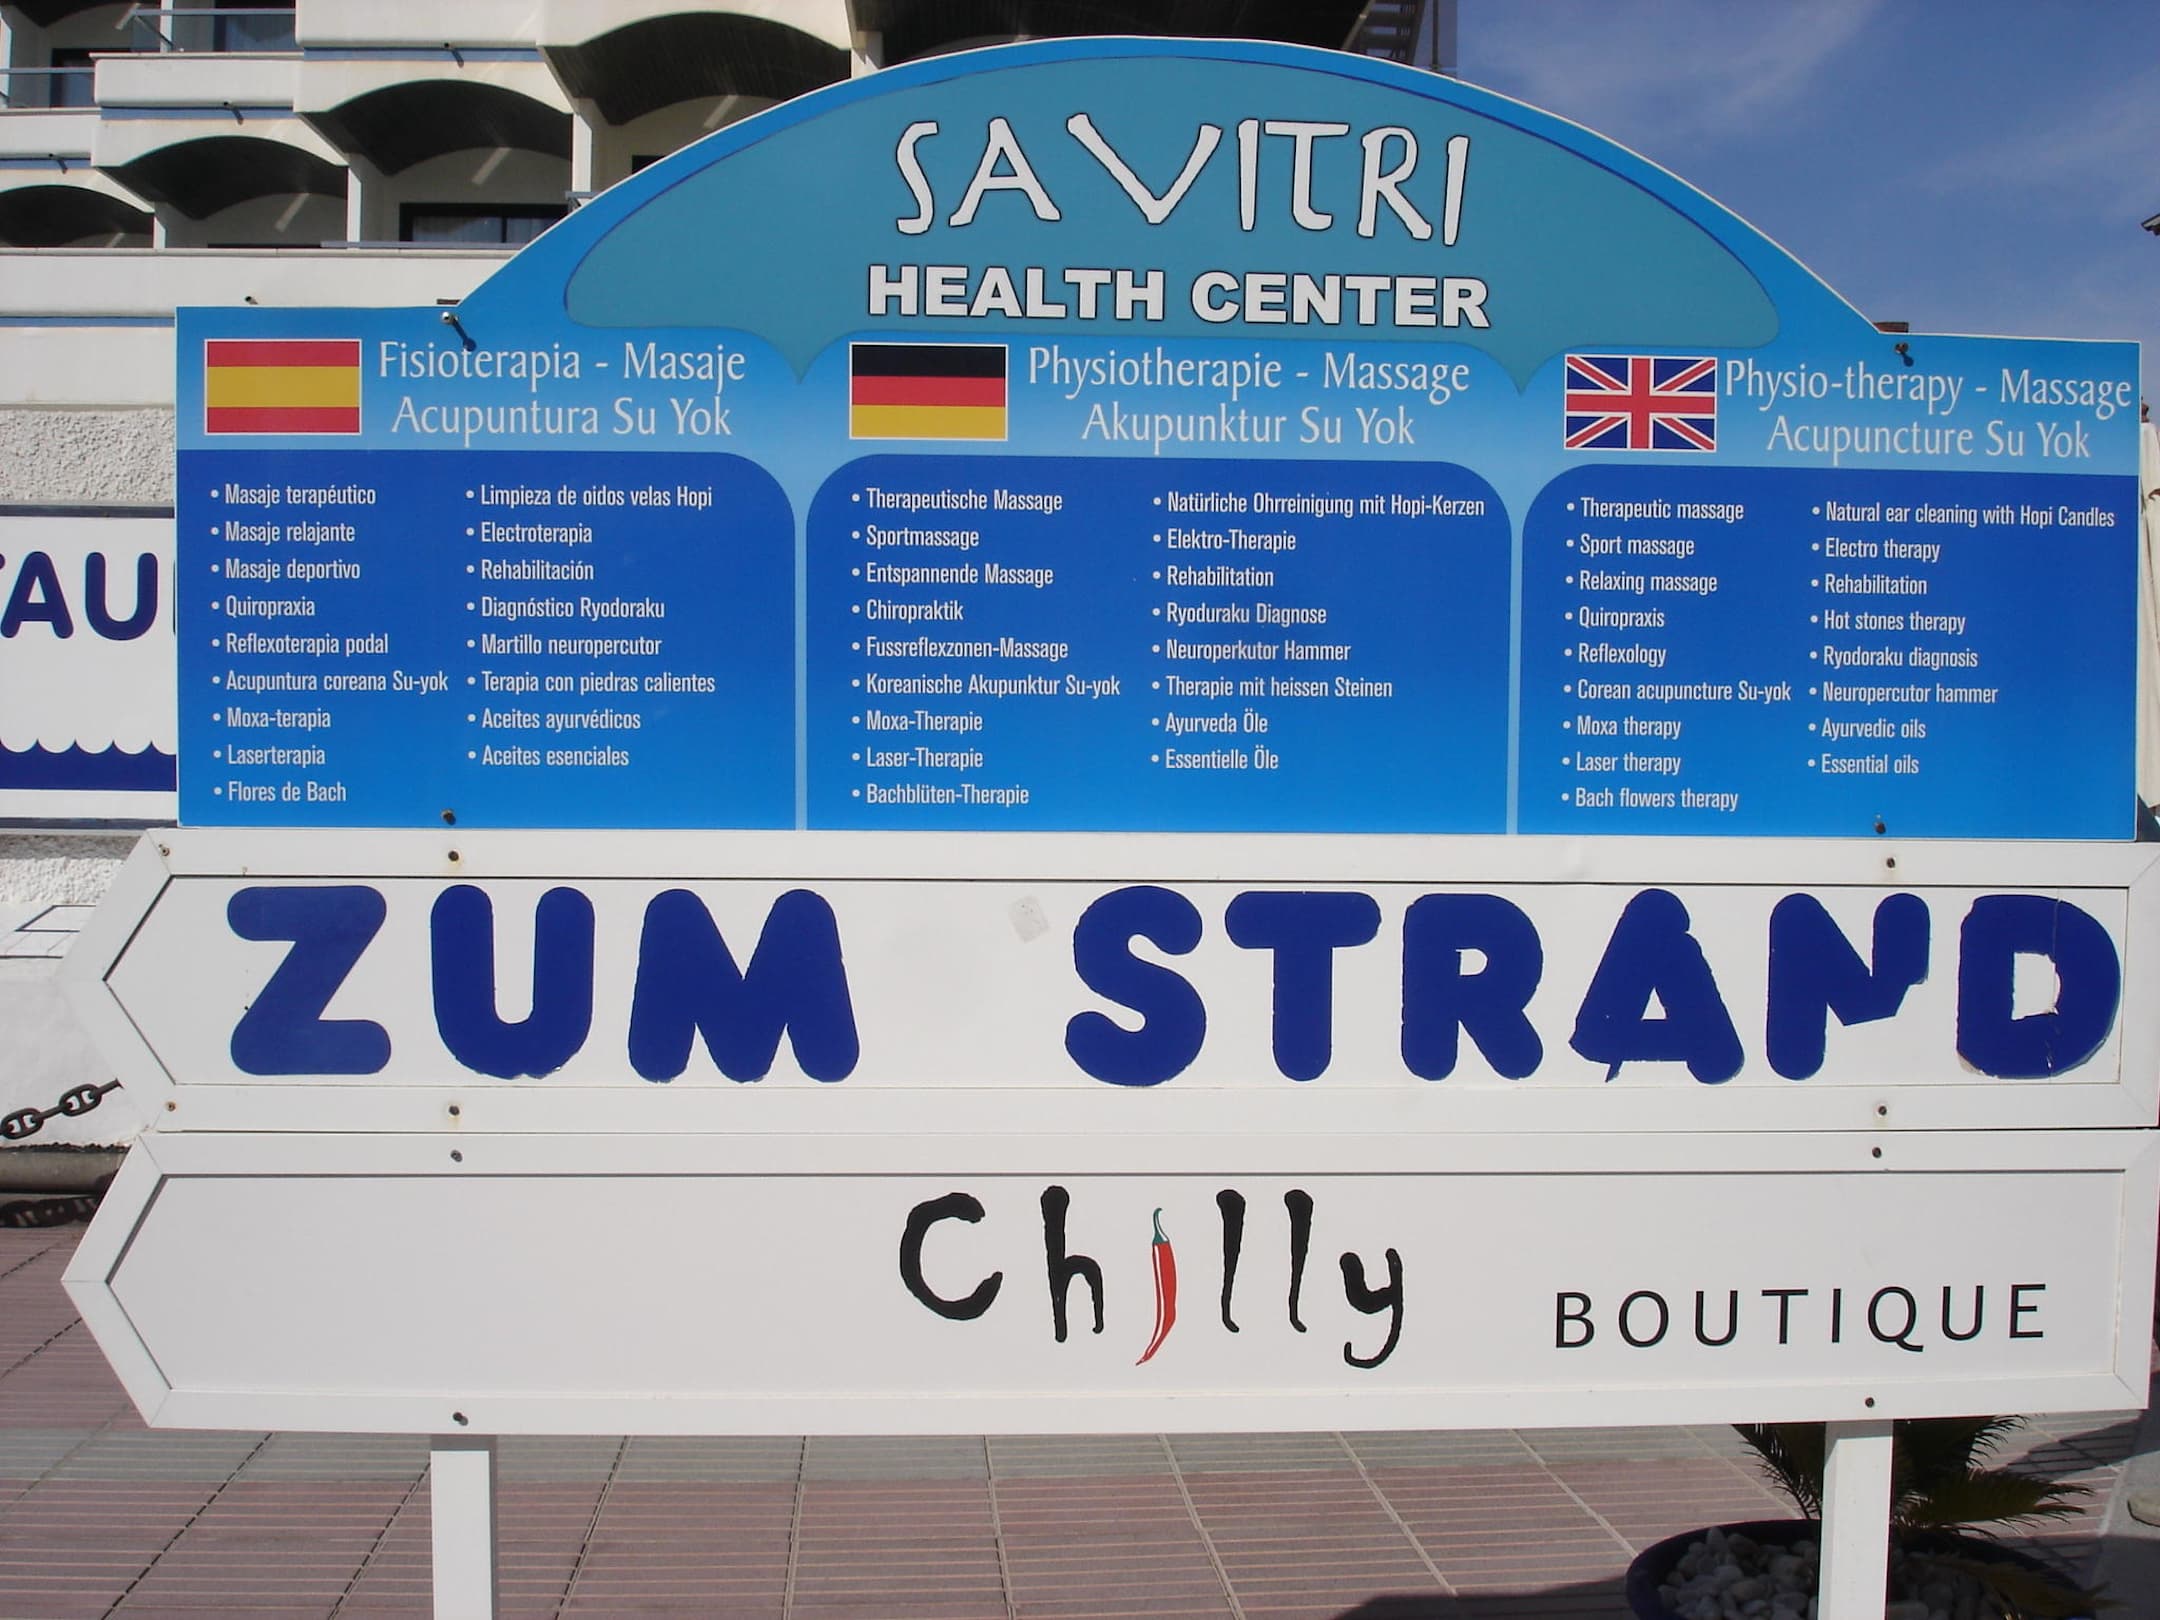 SAVITRI
HEALTH CENTER
Fisioterapia - Masaje
Acupuntura Su Yok
• Masaje terapéutico
• Masaje relajante
• Masaje deportivo
• Quiropraxia
• Reflexoterapia podal
• Acupuntura coreana Su-yok
• Moxa-terapia
• Laserterapia
• Flores de Bach
• Limpieza de oidos velas Hopi
• Electroterapia
• Rehabilitación
• Diagnóstico Ryodoraku
• Martillo neuropercutor
• Terapia con piedras calientes
• Aceites ayurvédicos
• Aceites esenciales
Physiotherapie - Massage
Akupunktur Su Yok
• Therapeutische Massage
• Sportmassage
• Entspannende Massage
• Chiropraktik
• Fussreflexzonen-Massage
• Koreanische Akupunktur Su-yok
• Moxa-Therapie
• Laser-Therapie
• Bachblüten-Therapie
• Natürliche Ohrreinigung mit Hopi-Kerzen
• Elektro-Therapie
• Rehabilitation
• Ryoduraku Diagnose
• Neuroperkutor Hammer
• Therapie mit heissen Steinen
• Ayurveda Öle
• Essentielle Öle
Physio-therapy - Massage
Acupuncture Su Yok
• Therapeutic massage
• Sport massage
• Relaxing massage
• Quiropraxis
• Reflexology
• Corean acupuncture Su-yok
• Moxa therapy
• Laser therapy
• Bach flowers therapy
• Natural ear cleaning with Hopi Candles
• Electro therapy
• Rehabilitation
• Hot stones therapy
• Ryodoraku diagnosis
• Neuropercutor hammer
• Ayurvedic oils
• Essential oils
TAU
ZUM STRAND
Chilly BOUTIQUE